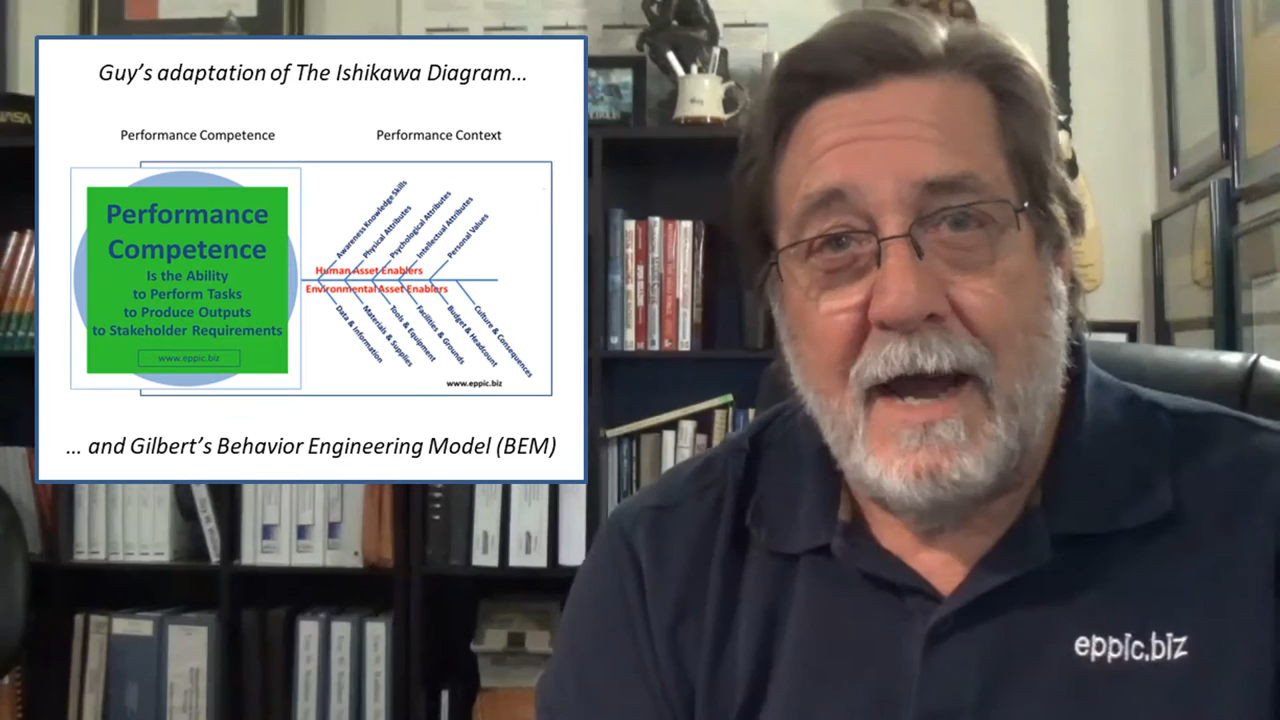 Guy's adaptation of The Ishikawa Diagram...
Performance Competence
Performance Context
Performance
Competence
Is the Ability
to Perform Tasks
to Produce Outputs
to Stakeholder Requirements
www.eppic.biz
Awareness Knowledge Skills
Physical Attributes
Psychological Attributes
Intellectual Attributes
Personal Values
Human Asset Enablers
Environmental Asset Enablers
Data & Information
Materials & Supplies
Tools & Equipment
Facilities & Grounds
Budget & Headcount
Culture & Consequences
www.eppic.biz
... and Gilbert's Behavior Engineering Model (BEM)
eppic.biz